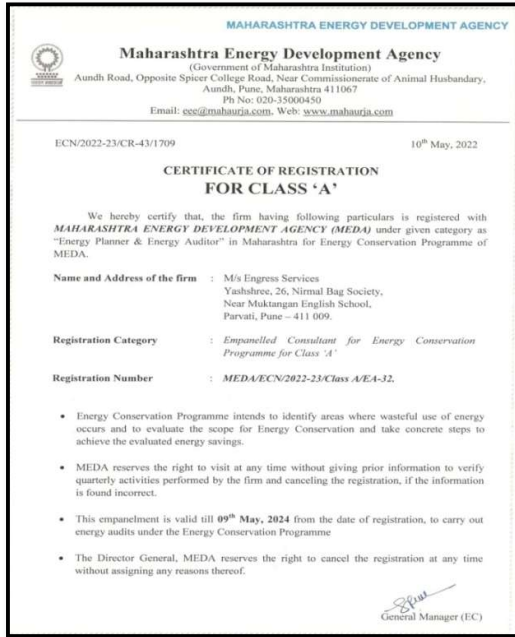 MAHARASHTRA ENERGY DEVELOPMENT AGENCY
Maharashtra Energy Development Agency
(Government of Maharashtra Institution)
Aundh Road, Opposite Spicer College Road, Near Commissionerate of Animal Husbandary,
Aundh, Pune, Maharashtra 411067
Ph No: 020-35000450
Email: eee@mahaurja.com, Web: www.mahaurja.com
ECN/2022-23/CR-43/1709
10th May, 2022
CERTIFICATE OF REGISTRATION
FOR CLASS ‘A’
We hereby certify that, the firm having following particulars is registered with
MAHARASHTRA ENERGY DEVELOPMENT AGENCY (MEDA) under given category as
“Energy Planner & Energy Auditor” in Maharashtra for Energy Conservation Programme of
MEDA.
Name and Address of the firm : M/s Engress Services
Yashshree, 26, Nirmal Bag Society,
Near Muktangan English School,
Parvati, Pune – 411 009.
Registration Category : Empanelled Consultant for Energy Conservation
Programme for Class ‘A’
Registration Number : MEDA/ECN/2022-23/Class A/EA-32.
• Energy Conservation Programme intends to identify areas where wasteful use of energy
occurs and to evaluate the scope for Energy Conservation and take concrete steps to
achieve the evaluated energy savings.
• MEDA reserves the right to visit at any time without giving prior information to verify
quarterly activities performed by the firm and canceling the registration, if the information
is found incorrect.
• This empanelment is valid till 09th May, 2024 from the date of registration, to carry out
energy audits under the Energy Conservation Programme
• The Director General, MEDA reserves the right to cancel the registration at any time
without assigning any reasons thereof.
General Manager (EC)